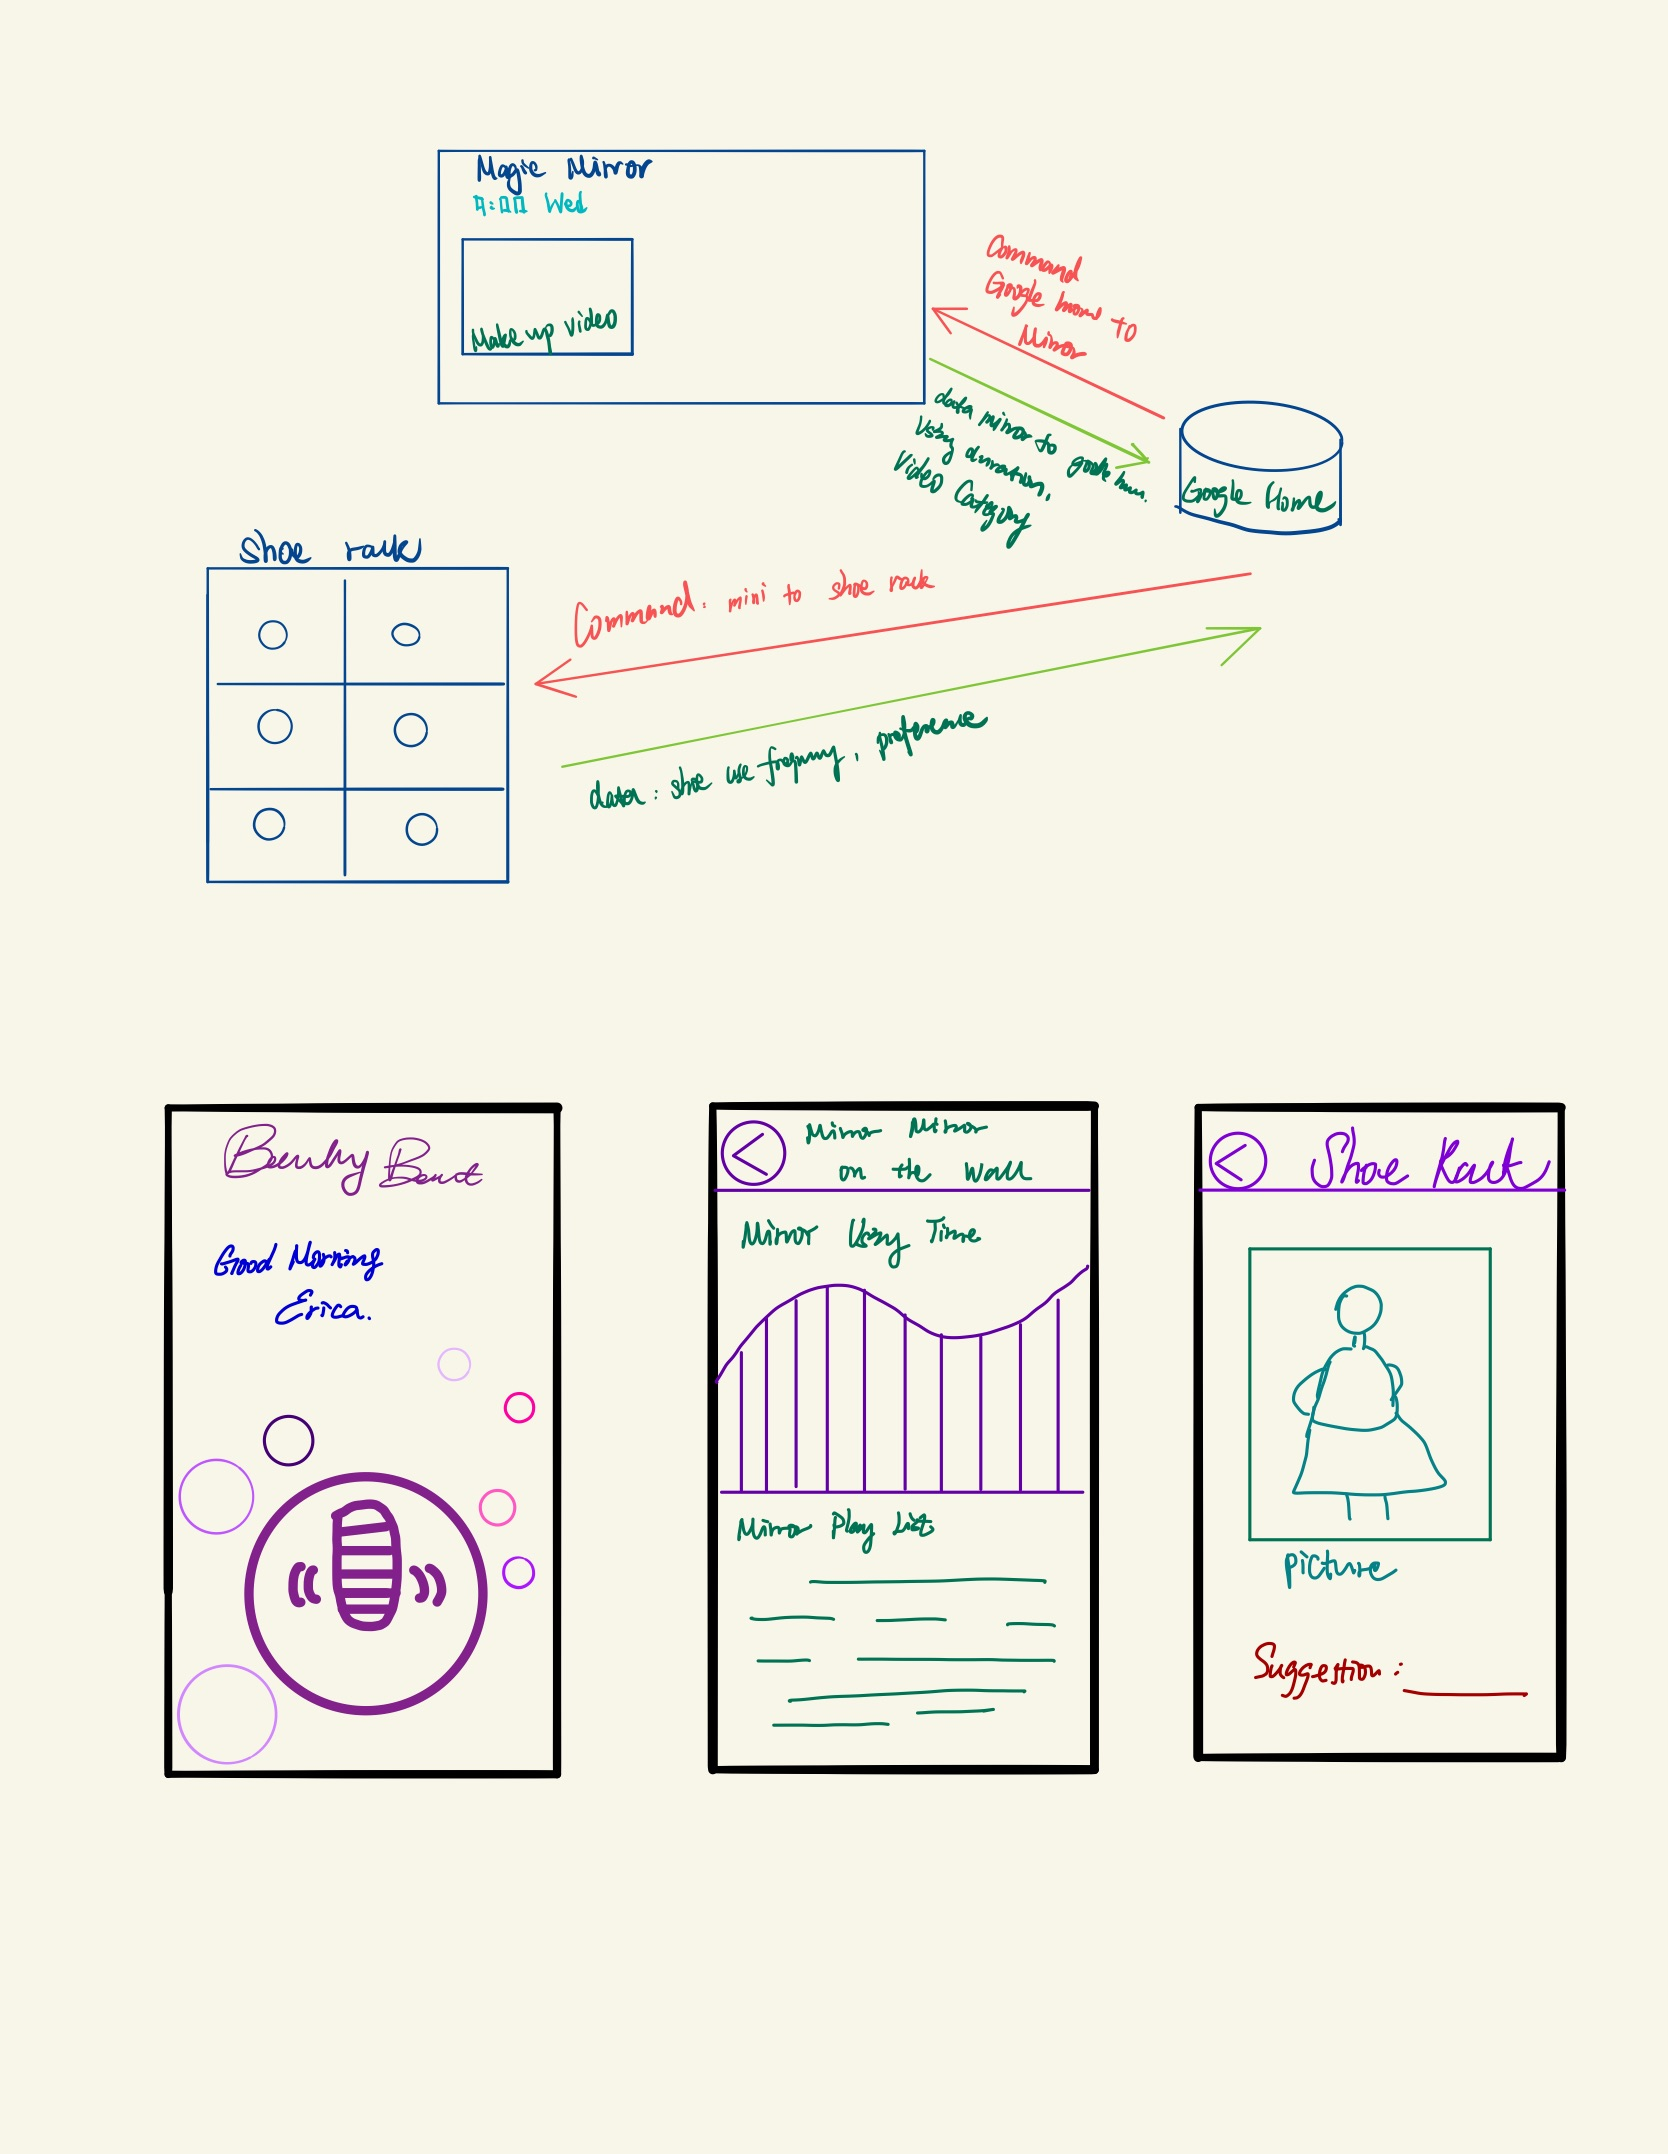 Magic Mirror
9:00 Wed
Make up video
Command
Google home to
Mirror
data mirror to google home.
Using duration,
Video Category
Google Home
Shoe rack
Command: mini to shoe rack
data: shoe use frequency, preference
Good Morning
Erica.
Mirror Mirror
on the Wall
Mirror Using Time
Mirror Play List
Shoe Rack
picture
Suggestion: